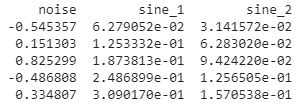 noise sine_1 sine_2
-0.545357 6.279052e-02 3.141572e-02
0.151303 1.253332e-01 6.283020e-02
0.825299 1.873813e-01 9.424220e-02
-0.486808 2.486899e-01 1.256505e-01
0.334807 3.090170e-01 1.570538e-01